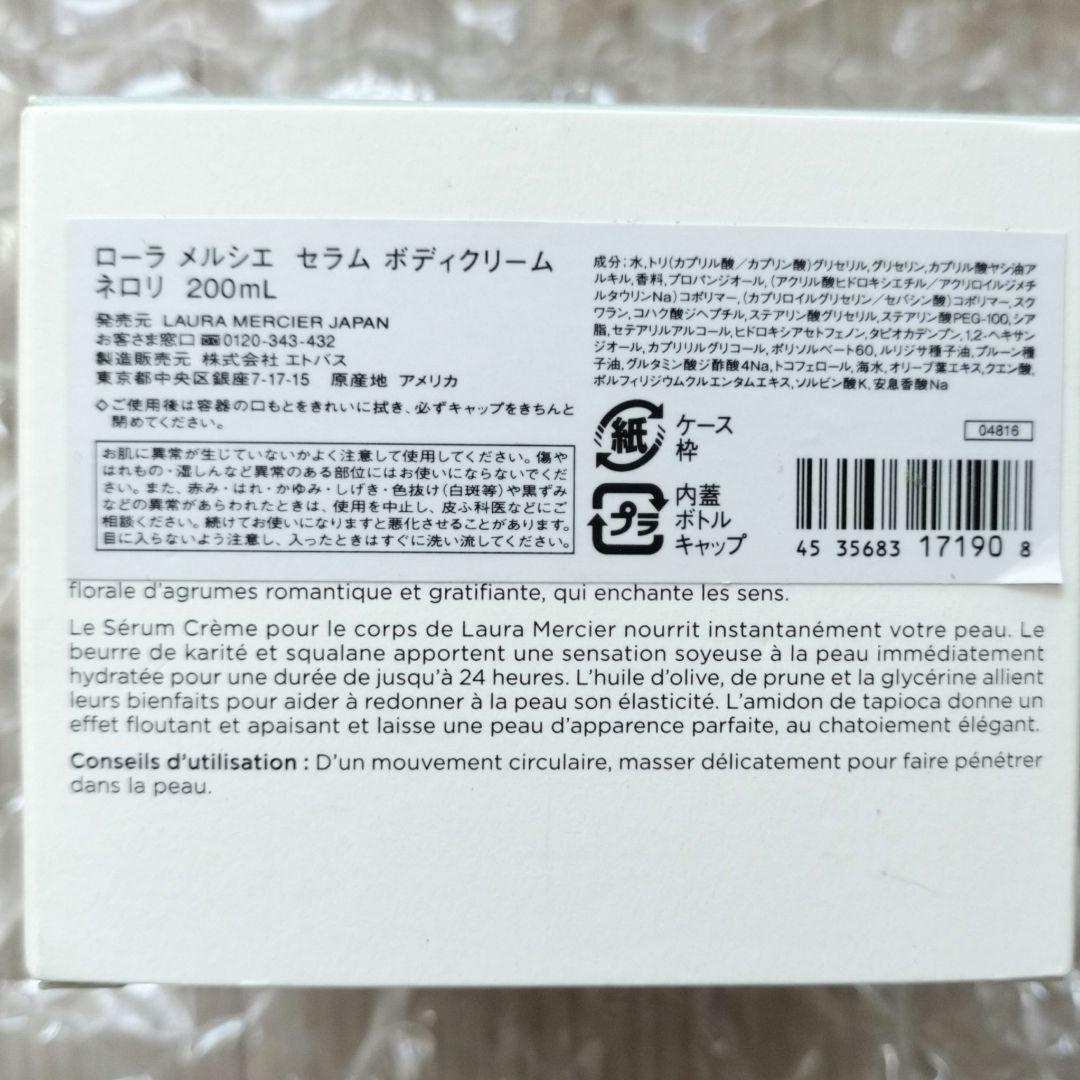 ローラ メルシエ セラム ボディクリーム
ネロリ 200mL
発売元 LAURA MERCIER JAPAN
お客さま窓口 0120-343-432
製造販売元 株式会社 エトバス
東京都中央区銀座7-17-15 原産地 アメリカ
◇ご使用後は容器の口もとをきれいに拭き、必ずキャップをきちんと
閉めてください。
お肌に異常が生じていないかよく注意して使用してください。傷や
はれもの・湿しんなど異常のある部位にはお使いにならないでくだ
さい。また、赤み・はれ・かゆみ・しげき・色抜け(白斑等)や黒ずみ
などの異常があらわれたときは、使用を中止し、皮ふ科医などにご
相談ください。続けてお使いになりますと悪化させることがあります。
目に入らないよう注意し、入ったときはすぐに洗い流してください。
成分:水,トリ(カプリル酸/カプリン酸)グリセリル,グリセリン,カプリル酸ヤシ油ア
ルキル,香料,プロパンジオール,(アクリル酸ヒドロキシエチル/アクリロイルジメチ
ルタウリンNa)コポリマー,(カプリロイルグリセリン/セバシン酸)コポリマー,スク
ワラン,コハク酸ジヘプチル,ステアリン酸グリセリル,ステアリン酸PEG-100,シア
脂,セテアリルアルコール,ヒドロキシアセトフェノン,タピオカデンプン,1,2-ヘキサン
ジオール,カプリリルグリコール,ポリソルベート60,ルリジサ種子油,プルーン種
子油,グルタミン酸ジ酢酸4Na,トコフェロール,海水,オリーブ葉エキス,クエン酸,
ポルフィリジウムクルエンタムエキス,ソルビン酸K,安息香酸Na
紙 ケース
枠
プラ 内蓋
ボトル
キャップ
04816
45 35683 17190 8
florale d'agrumes romantique et gratifiante, qui enchante les sens.
Le Sérum Crème pour le corps de Laura Mercier nourrit instantanément votre peau. Le
beurre de karité et squalane apportent une sensation soyeuse à la peau immédiatement
hydratée pour une durée de jusqu'à 24 heures. L'huile d'olive, de prune et la glycérine allient
leurs bienfaits pour aider à redonner à la peau son élasticité. L'amidon de tapioca donne un
effet floutant et apaisant et laisse une peau d'apparence parfaite, au chatoiement élégant.
Conseils d'utilisation : D'un mouvement circulaire, masser délicatement pour faire pénétrer
dans la peau.